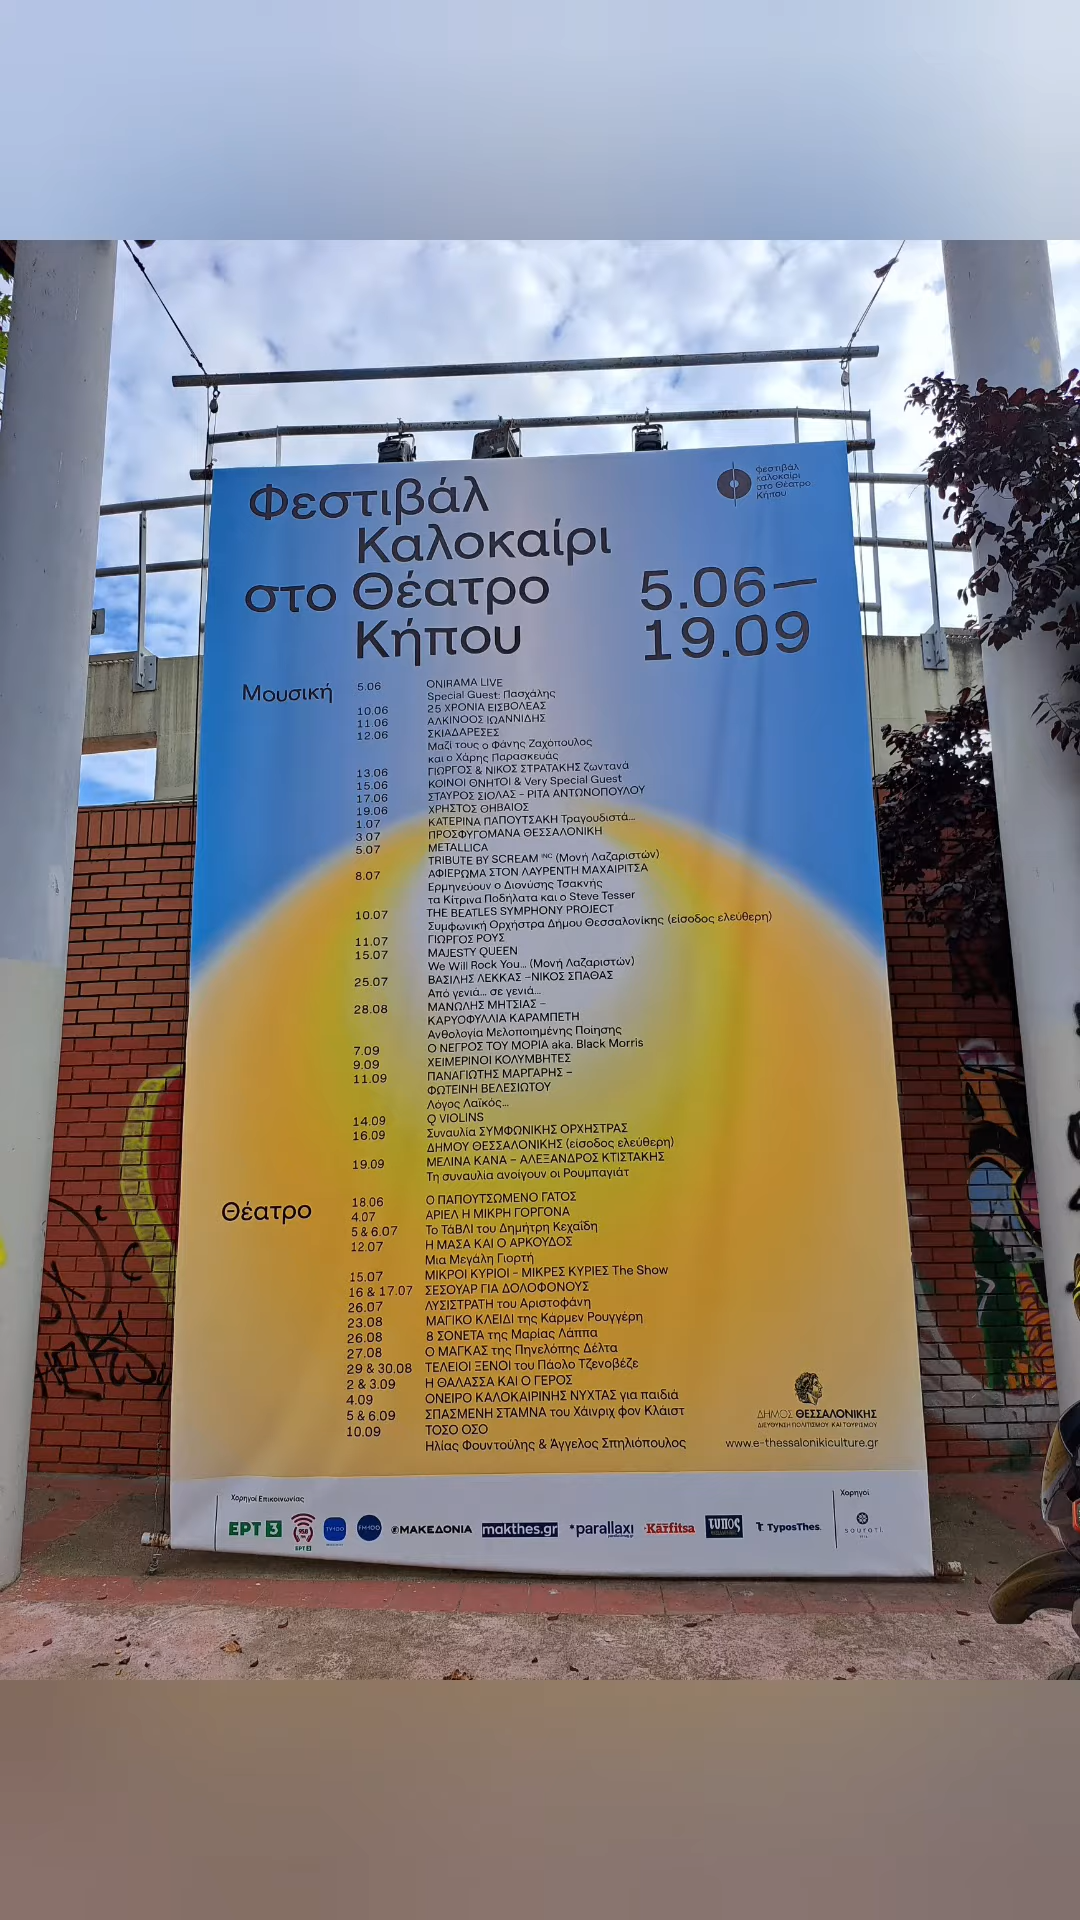 Φεστιβάλ
Καλοκαίρι
στο Θέατρο
Κήπου
5.06—
19.09
Φεστιβάλ
καλοκαίρι
στο Θέατρο
Κήπου
Μουσική
5.06 ONIRAMA LIVE
Special Guest: Πασχάλης
10.06 25 ΧΡΟΝΙΑ ΕΙΣΒΟΛΕΑΣ
11.06 ΑΛΚΙΝΟΟΣ ΙΩΑΝΝΙΔΗΣ
12.06 ΣΚΙΑΔΑΡΕΣΕΣ
Μαζί τους ο Φάνης Ζαχόπουλος
και ο Χάρης Παρασκευάς
13.06 ΓΙΩΡΓΟΣ & ΝΙΚΟΣ ΣΤΡΑΤΑΚΗΣ ζωντανά
15.06 ΚΟΙΝΟΙ ΘΝΗΤΟΙ & Very Special Guest
17.06 ΣΤΑΥΡΟΣ ΣΙΟΛΑΣ - ΡΙΤΑ ΑΝΤΩΝΟΠΟΥΛΟΥ
19.06 ΧΡΗΣΤΟΣ ΘΗΒΑΙΟΣ
1.07 ΚΑΤΕΡΙΝΑ ΠΑΠΟΥΤΣΑΚΗ Τραγουδιστά...
3.07 ΠΡΟΣΦΥΓΟΜΑΝΑ ΘΕΣΣΑΛΟΝΙΚΗ
5.07 METALLICA
TRIBUTE BY SCREAM INC (Μονή Λαζαριστών)
8.07 ΑΦΙΕΡΩΜΑ ΣΤΟΝ ΛΑΥΡΕΝΤΗ ΜΑΧΑΙΡΙΤΣΑ
Ερμηνεύουν ο Διονύσης Τσακνής
τα Κίτρινα Ποδήλατα και ο Steve Tesser
10.07 THE BEATLES SYMPHONY PROJECT
Συμφωνική Ορχήστρα Δήμου Θεσσαλονίκης (είσοδος ελεύθερη)
11.07 ΓΙΩΡΓΟΣ ΡΟΥΣ
15.07 MAJESTY QUEEN
We Will Rock You... (Μονή Λαζαριστών)
25.07 ΒΑΣΙΛΗΣ ΛΕΚΚΑΣ –ΝΙΚΟΣ ΣΠΑΘΑΣ
Από γενιά... σε γενιά...
28.08 ΜΑΝΩΛΗΣ ΜΗΤΣΙΑΣ –
ΚΑΡΥΟΦΥΛΛΙΑ ΚΑΡΑΜΠΕΤΗ
Ανθολογία Μελοποιημένης Ποίησης
7.09 Ο ΝΕΓΡΟΣ ΤΟΥ ΜΟΡΙΑ aka. Black Morris
9.09 ΧΕΙΜΕΡΙΝΟΙ ΚΟΛΥΜΒΗΤΕΣ
11.09 ΠΑΝΑΓΙΩΤΗΣ ΜΑΡΓΑΡΗΣ –
ΦΩΤΕΙΝΗ ΒΕΛΕΣΙΩΤΟΥ
Λόγος Λαϊκός...
14.09 Q VIOLINS
16.09 Συναυλία ΣΥΜΦΩΝΙΚΗΣ ΟΡΧΗΣΤΡΑΣ
ΔΗΜΟΥ ΘΕΣΣΑΛΟΝΙΚΗΣ (είσοδος ελεύθερη)
19.09 ΜΕΛΙΝΑ ΚΑΝΑ – ΑΛΕΞΑΝΔΡΟΣ ΚΤΙΣΤΑΚΗΣ
Τη συναυλία ανοίγουν οι Ρουμπαγιάτ
Θέατρο
18.06 Ο ΠΑΠΟΥΤΣΩΜΕΝΟ ΓΑΤΟΣ
4.07 ΑΡΙΕΛ Η ΜΙΚΡΗ ΓΟΡΓΟΝΑ
5 & 6.07 Το ΤάΒΛΙ του Δημήτρη Κεχαΐδη
12.07 Η ΜΑΣΑ ΚΑΙ Ο ΑΡΚΟΥΔΟΣ
Μια Μεγάλη Γιορτή
15.07 ΜΙΚΡΟΙ ΚΥΡΙΟΙ - ΜΙΚΡΕΣ ΚΥΡΙΕΣ The Show
16 & 17.07 ΣΕΣΟΥΑΡ ΓΙΑ ΔΟΛΟΦΟΝΟΥΣ
26.07 ΛΥΣΙΣΤΡΑΤΗ του Αριστοφάνη
23.08 ΜΑΓΙΚΟ ΚΛΕΙΔΙ της Κάρμεν Ρουγγέρη
26.08 8 ΣΟΝΕΤΑ της Μαρίας Λάππα
27.08 Ο ΜΑΓΚΑΣ της Πηνελόπης Δέλτα
29 & 30.08 ΤΕΛΕΙΟΙ ΞΕΝΟΙ του Πάολο Τζενοβέζε
2 & 3.09 Η ΘΑΛΑΣΣΑ ΚΑΙ Ο ΓΕΡΟΣ
4.09 ΟΝΕΙΡΟ ΚΑΛΟΚΑΙΡΙΝΗΣ ΝΥΧΤΑΣ για παιδιά
5 & 6.09 ΣΠΑΣΜΕΝΗ ΣΤΑΜΝΑ του Χάινριχ φον Κλάιστ
10.09 ΤΟΣΟ ΟΣΟ
Ηλίας Φουντούλης & Άγγελος Σπηλιόπουλος
ΔΗΜΟΣ ΘΕΣΣΑΛΟΝΙΚΗΣ
ΔΙΕΥΘΥΝΣΗ ΠΟΛΙΤΙΣΜΟΥ ΚΑΙ ΤΟΥΡΙΣΜΟΥ
www.e-thessalonikiculture.gr
Χορηγοί Επικοινωνίας
Χορηγοί
ΕΡΤ 3
95.8
ΕΡΤ 3
TV100
FM100
ΜΑΚΕΔΟΝΙΑ
makthes.gr
*parallaxi
Karfitsa
τυπος
TyposThes.
souroti